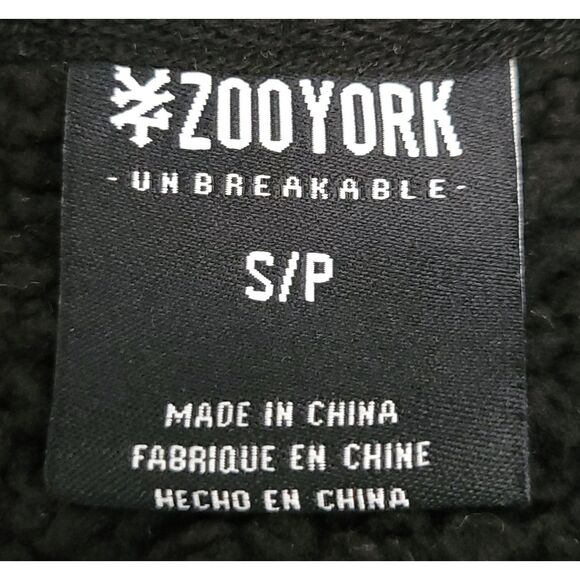 ZOOYORK
-UNBREAKABLE-
S/P
MADE IN CHINA
FABRIQUE EN CHINE
HECHO EN CHINA